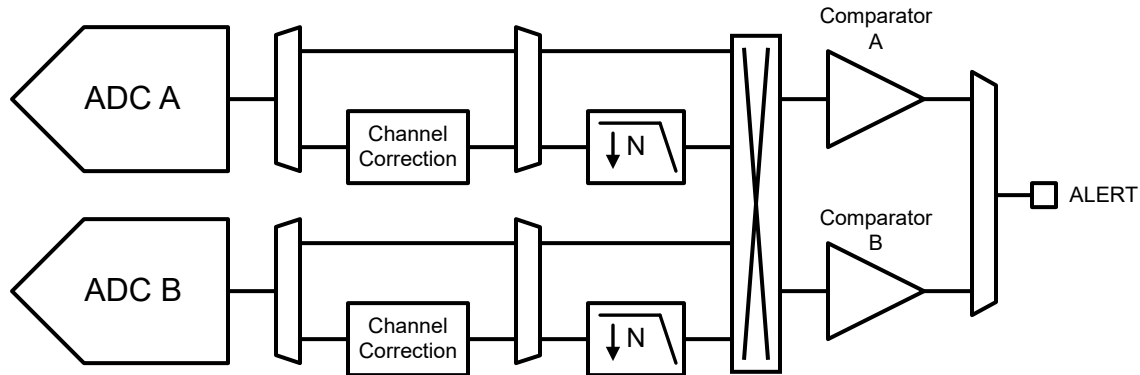 Comparator
A
ADC A
Channel
Correction
N
ALERT
Comparator
B
ADC B
Channel
Correction
N